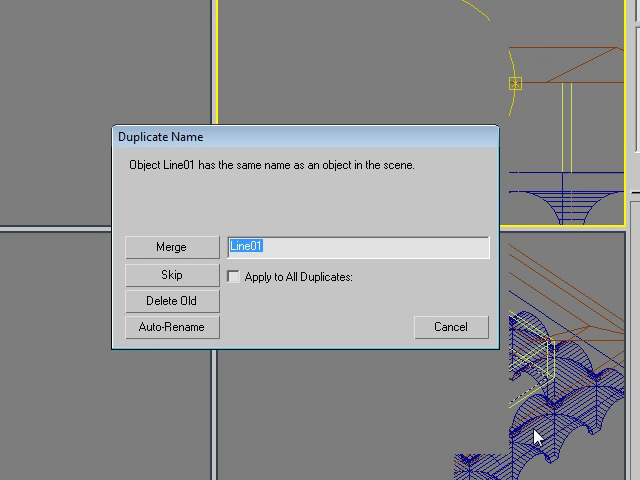 Duplicate Name
Object Line01 has the same name as an object in the scene.
Merge
Line01
Skip
Apply to All Duplicates:
Delete Old
Auto-Rename
Cancel